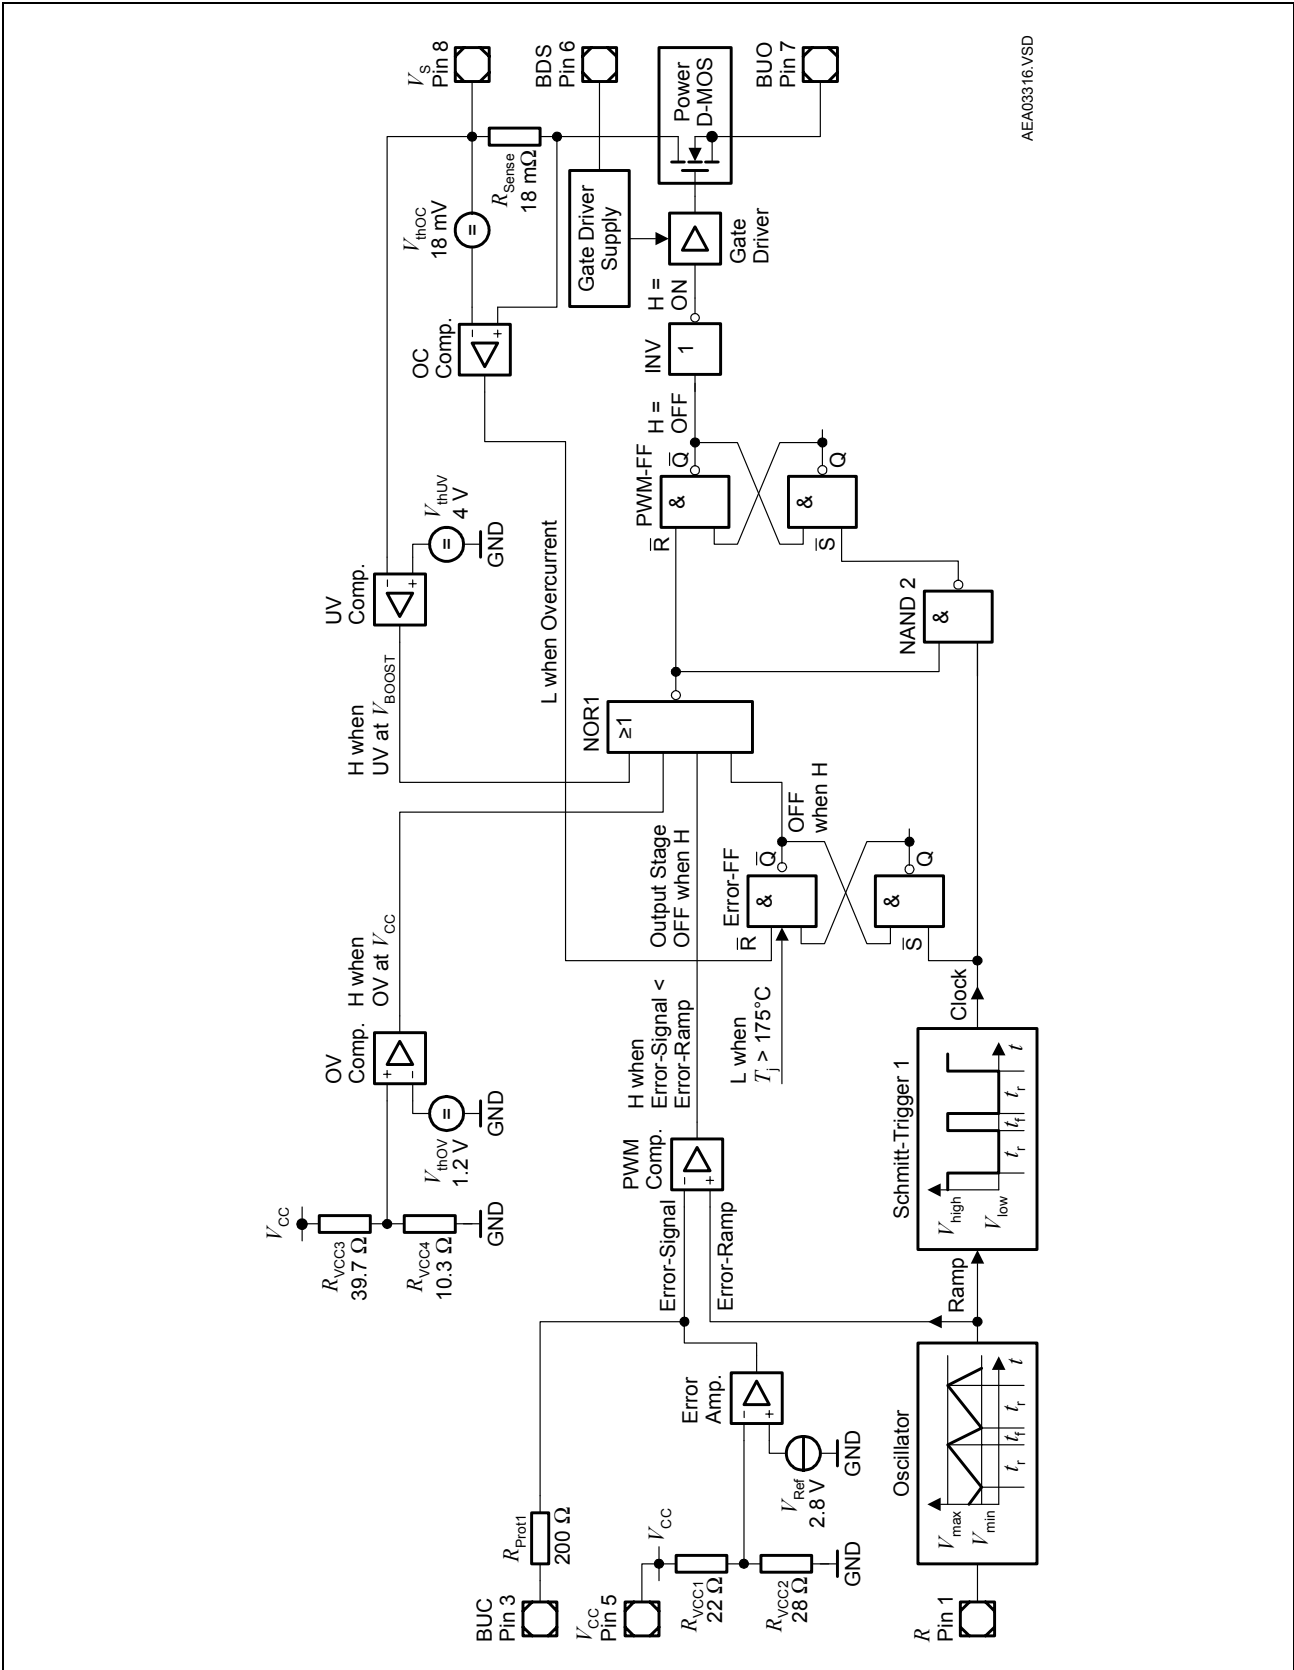 BUC
Pin 3
R_Prot1
200 Ω
V_CC
Pin 5
V_CC
R_VCC1
22 Ω
R_VCC2
28 Ω
GND
V_Ref
2.8 V
GND
Error
Amp.
−
+
R
Pin 1
Oscillator
V_max
V_min
t_r
t_f
t_r
t
Ramp
Error-Signal
Error-Ramp
PWM
Comp.
−
+
V_CC
R_VCC3
39.7 Ω
R_VCC4
10.3 Ω
GND
V_thOV
1.2 V
=
GND
OV
Comp.
+
−
H when
OV at V_CC
Schmitt-Trigger 1
V_high
V_low
t_r
t_f
t_r
t
Clock
H when
Error-Signal <
Error-Ramp
Output Stage
OFF when H
L when
T_j > 175°C
Error-FF
R̅
&
Q̅
S̅
&
Q
OFF
when H
NOR1
≥1
H when
UV at V_BOOST
L when Overcurrent
UV
Comp.
−
+
V_thUV
4 V
=
GND
NAND 2
&
PWM-FF
R̅
&
Q̅
S̅
&
Q
H =
OFF
INV
1
H =
ON
Gate
Driver
OC
Comp.
−
+
V_thOC
18 mV
=
R_Sense
18 mΩ
Gate Driver
Supply
Power
D-MOS
V_S
Pin 8
BDS
Pin 6
BUO
Pin 7
AEA03316.VSD